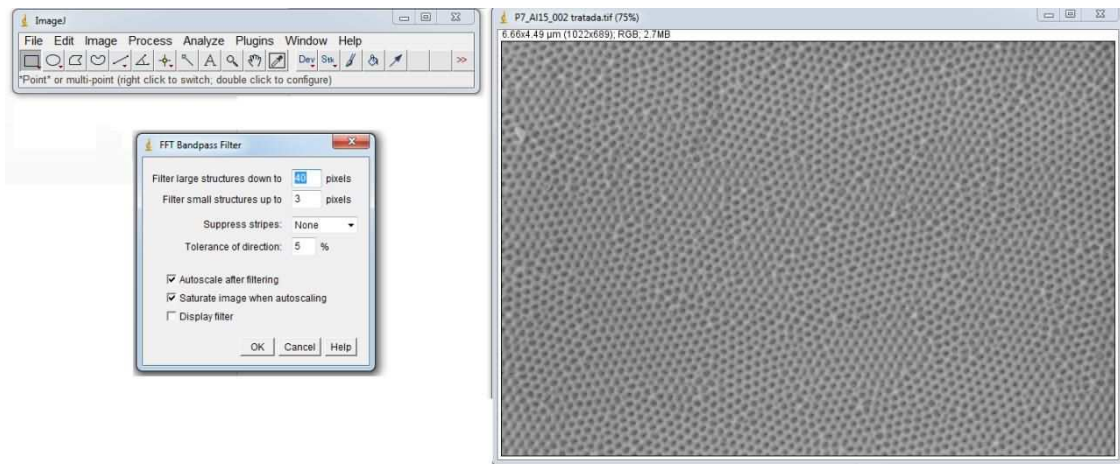 ImageJ
File Edit Image Process Analyze Plugins Window Help
A Dev Stk >>
*Point* or multi-point (right click to switch; double click to configure)
FFT Bandpass Filter
Filter large structures down to 40 pixels
Filter small structures up to 3 pixels
Suppress stripes: None
Tolerance of direction: 5 %
Autoscale after filtering
Saturate image when autoscaling
Display filter
OK Cancel Help
P7_AI15_002 tratada.tif (75%)
6.66x4.49 µm (1022x689); RGB; 2.7MB